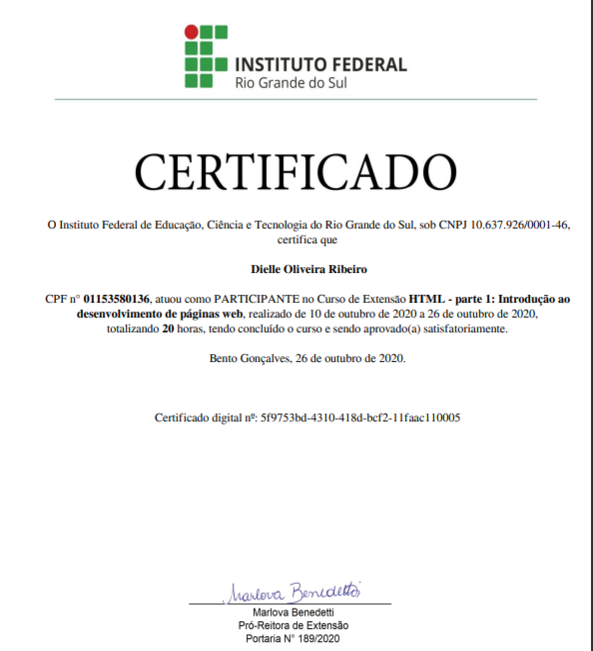 INSTITUTO FEDERAL
Rio Grande do Sul
CERTIFICADO
O Instituto Federal de Educação, Ciência e Tecnologia do Rio Grande do Sul, sob CNPJ 10.637.926/0001-46,
certifica que
Dielle Oliveira Ribeiro
CPF n° 01153580136, atuou como PARTICIPANTE no Curso de Extensão HTML - parte 1: Introdução ao
desenvolvimento de páginas web, realizado de 10 de outubro de 2020 a 26 de outubro de 2020,
totalizando 20 horas, tendo concluído o curso e sendo aprovado(a) satisfatoriamente.
Bento Gonçalves, 26 de outubro de 2020.
Certificado digital nº: 5f9753bd-4310-418d-bcf2-11faac110005
Marlova Benedetti
Marlova Benedetti
Pró-Reitora de Extensão
Portaria N° 189/2020